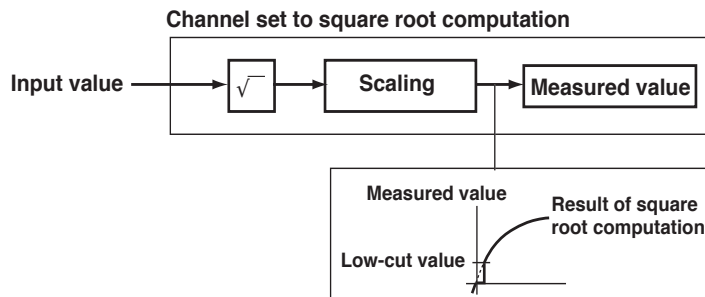 Channel set to square root computation
Input value
√
Scaling
Measured value
Measured value
Result of square
root computation
Low-cut value